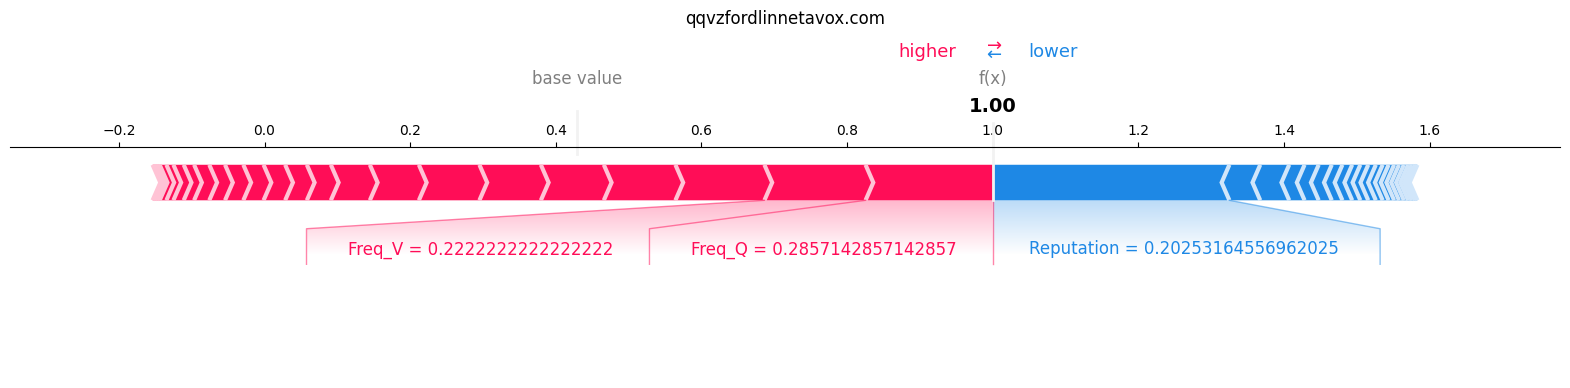 qqvzfordlinnetavox.com
higher ⇄ lower
base value f(x)
1.00
−0.2 0.0 0.2 0.4 0.6 0.8 1.0 1.2 1.4 1.6
Freq_V = 0.2222222222222222 Freq_Q = 0.2857142857142857 Reputation = 0.20253164556962025